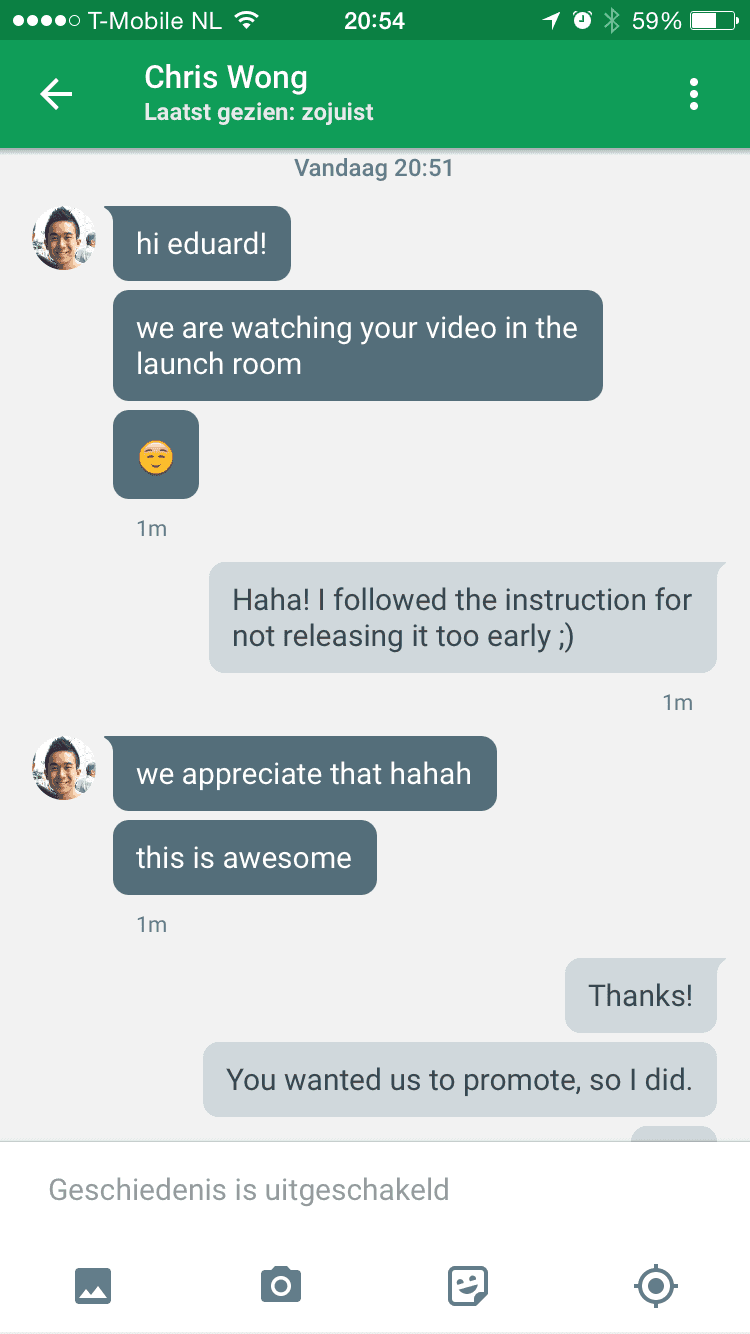 T-Mobile NL 20:54 59%
Chris Wong
Laatst gezien: zojuist
Vandaag 20:51
hi eduard!
we are watching your video in the
launch room
1m
Haha! I followed the instruction for
not releasing it too early ;)
1m
we appreciate that hahah
this is awesome
1m
Thanks!
You wanted us to promote, so I did.
Geschiedenis is uitgeschakeld